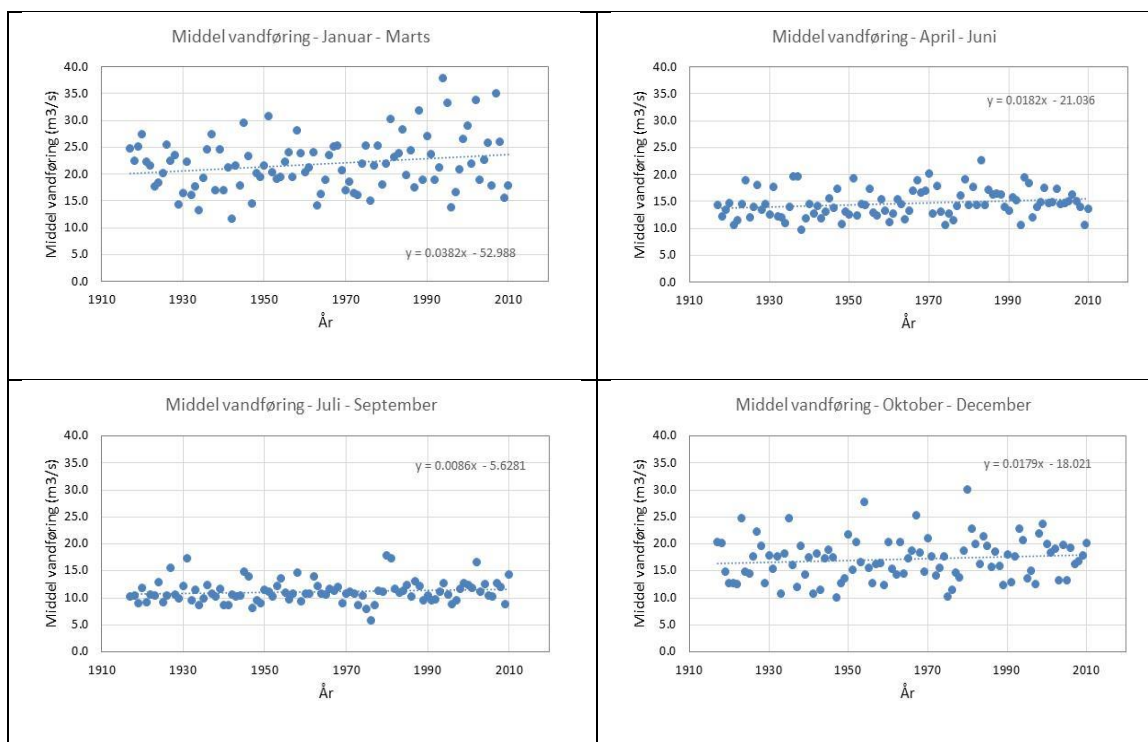 Middel vandføring - Januar - Marts
Middel vandføring (m3/s)
40.0
35.0
30.0
25.0
20.0
15.0
10.0
5.0
0.0
y = 0.0382x - 52.988
1910 1930 1950 1970 1990 2010
År
Middel vandføring - April - Juni
Middel vandføring (m3/s)
40.0
35.0
30.0
25.0
20.0
15.0
10.0
5.0
0.0
y = 0.0182x - 21.036
1910 1930 1950 1970 1990 2010
År
Middel vandføring - Juli - September
Middel vandføring (m3/s)
40.0
35.0
30.0
25.0
20.0
15.0
10.0
5.0
0.0
y = 0.0086x - 5.6281
1910 1930 1950 1970 1990 2010
År
Middel vandføring - Oktober - December
Middel vandføring (m3/s)
40.0
35.0
30.0
25.0
20.0
15.0
10.0
5.0
0.0
y = 0.0179x - 18.021
1910 1930 1950 1970 1990 2010
År